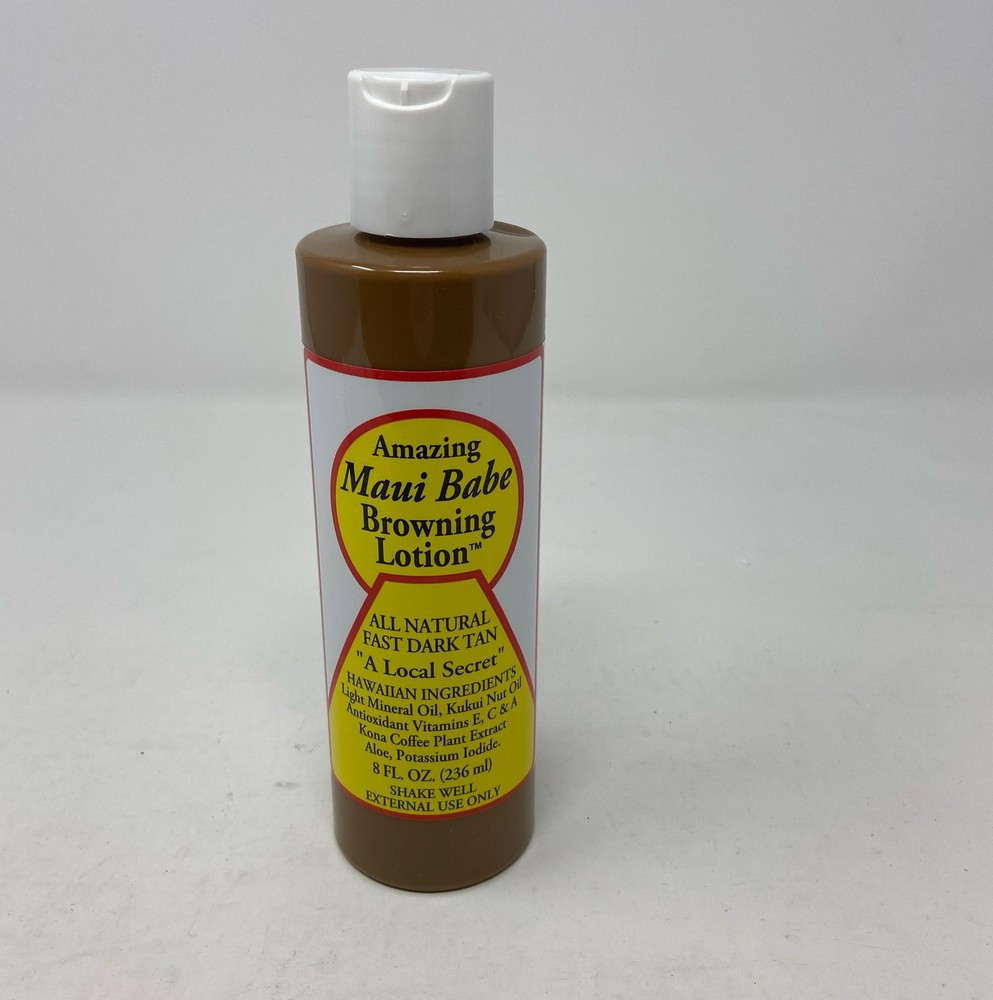 Amazing
Maui Babe
Browning
Lotion™
ALL NATURAL
FAST DARK TAN
"A Local Secret"
HAWAIIAN INGREDIENTS
Light Mineral Oil, Kukui Nut Oil
Antioxidant Vitamins E, C & A
Kona Coffee Plant Extract
Aloe, Potassium Iodide.
8 FL. OZ. (236 ml)
SHAKE WELL
EXTERNAL USE ONLY